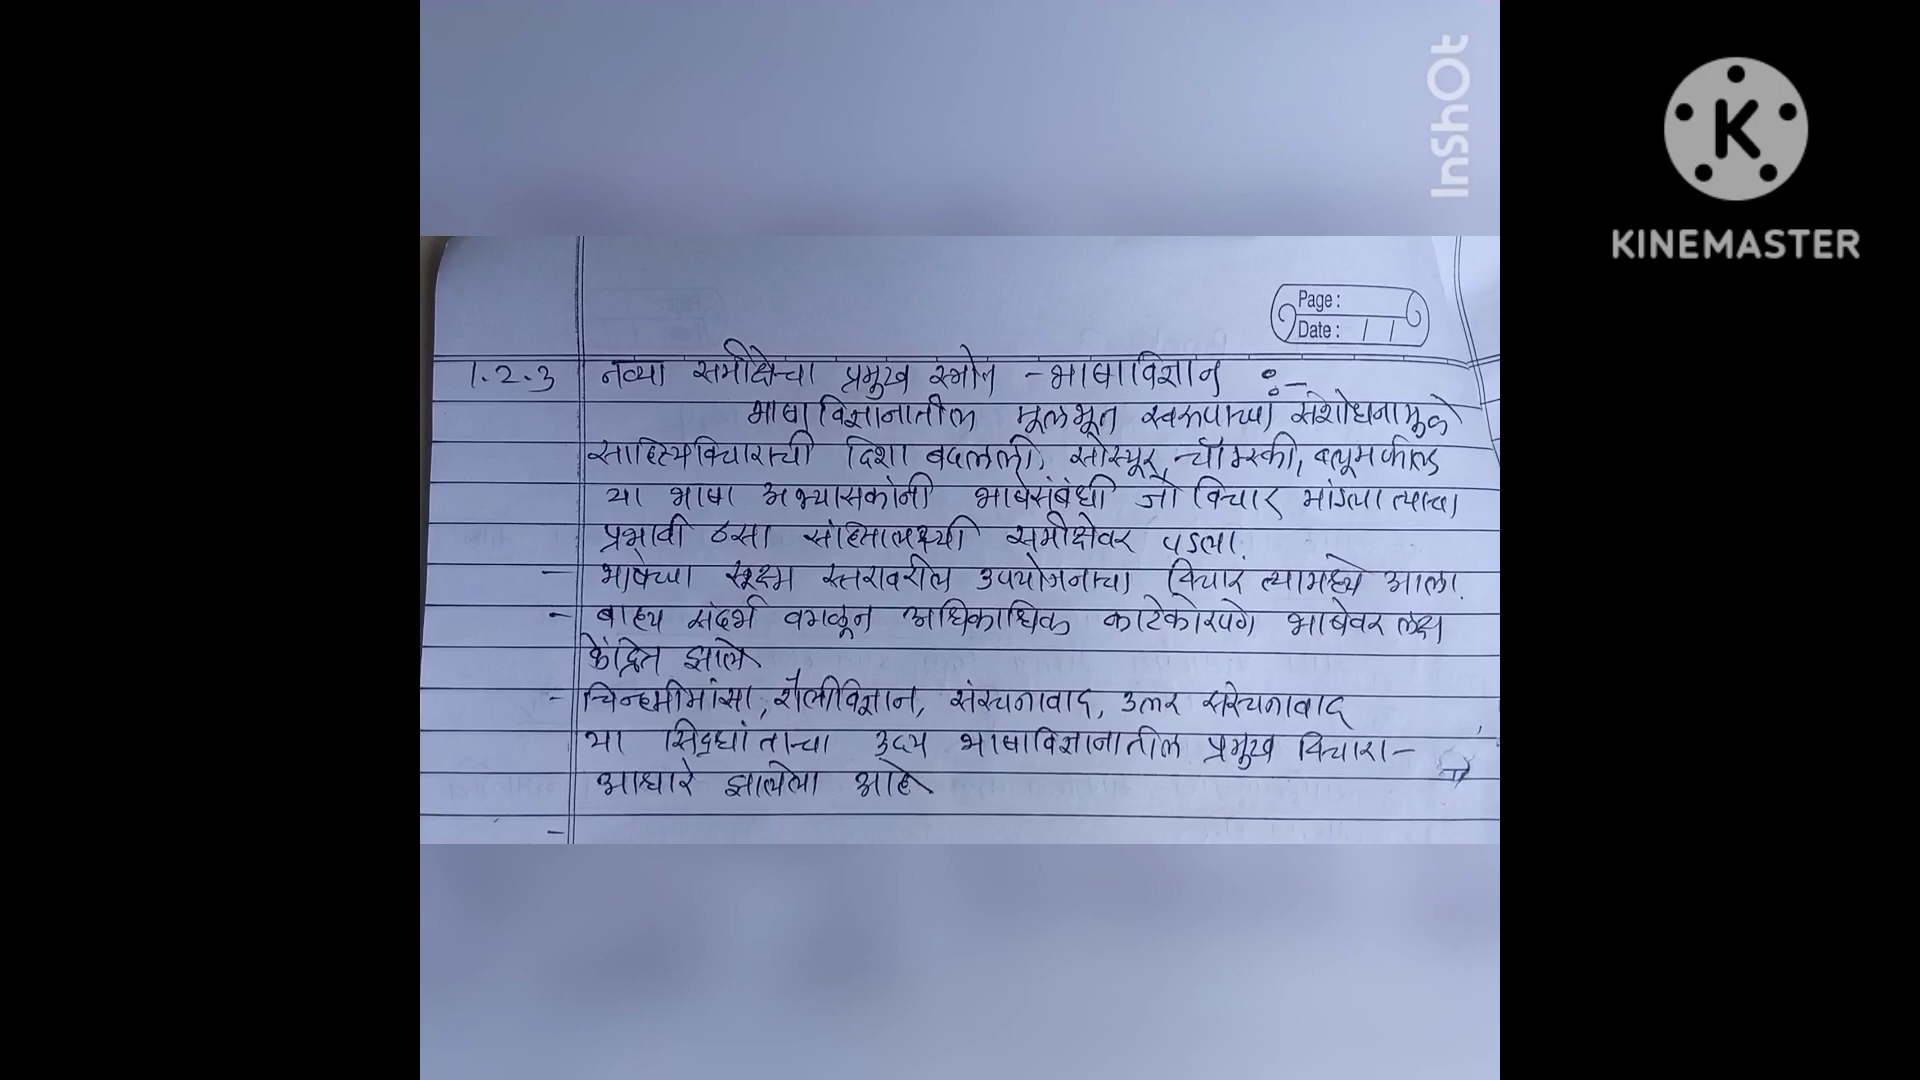 InShot
K
KINEMASTER
Page :
Date : / /
1.2.3 नव्या समीक्षेचा प्रमुख स्त्रोत - भाषाविज्ञान :-
भाषाविज्ञानातील मूलभूत स्वरूपाच्या संशोधनामुळे
साहित्यविचाराची दिशा बदलली. सोस्यूर, चॉम्स्की, ब्लूमफील्ड
या भाषा अभ्यासकांनी भाषेसंबंधी जो विचार मांडला त्याचा
प्रभावी ठसा संहितालक्ष्यी समीक्षेवर पडला.
- भाषेच्या सूक्ष्म स्तरावरील उपयोजनाचा विचार त्यामध्ये आला.
- बाह्य संदर्भ वगळून अधिकाधिक काटेकोरपणे भाषेवर लक्ष
केंद्रित झाले
- चिन्हमीमांसा, शैलीविज्ञान, संरचनावाद, उत्तर संरचनावाद
या सिद्धांताचा उदय भाषाविज्ञानातील प्रमुख विचारा-
आधारे झालेला आहे
-